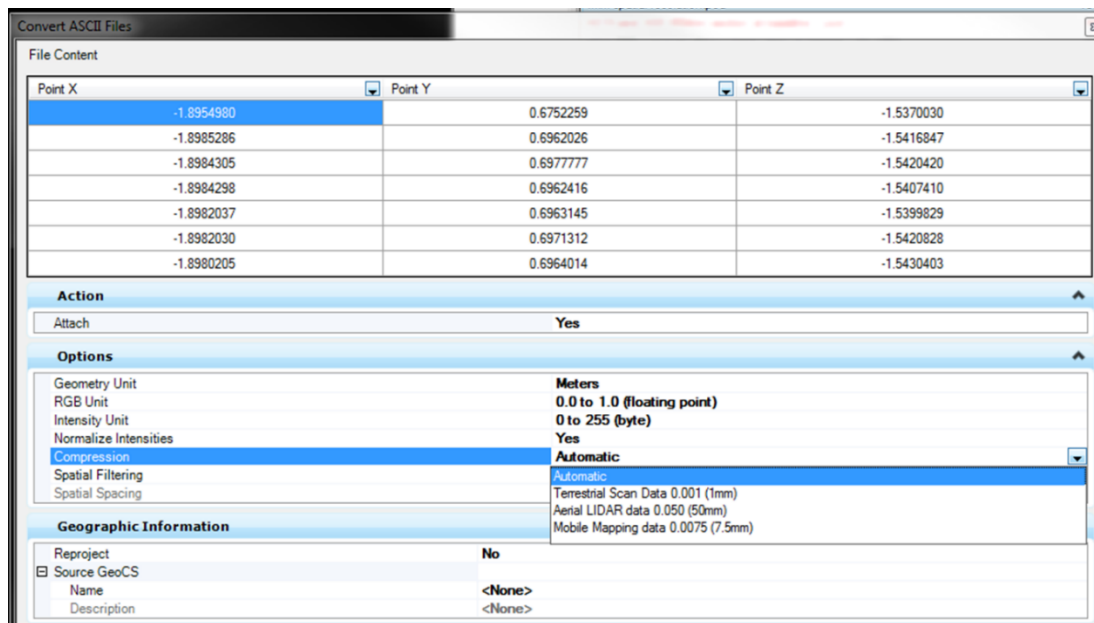 Convert ASCII Files
File Content
Point X Point Y Point Z
-1.8954980 0.6752259 -1.5370030
-1.8985286 0.6962026 -1.5416847
-1.8984305 0.6977777 -1.5420420
-1.8984298 0.6962416 -1.5407410
-1.8982037 0.6963145 -1.5399829
-1.8982030 0.6971312 -1.5420828
-1.8980205 0.6964014 -1.5430403
Action
Attach Yes
Options
Geometry Unit Meters
RGB Unit 0.0 to 1.0 (floating point)
Intensity Unit 0 to 255 (byte)
Normalize Intensities Yes
Compression Automatic
Spatial Filtering Automatic
Spatial Spacing Terrestrial Scan Data 0.001 (1mm)
Aerial LIDAR data 0.050 (50mm)
Geographic Information Mobile Mapping data 0.0075 (7.5mm)
Reproject No
Source GeoCS
Name <None>
Description <None>